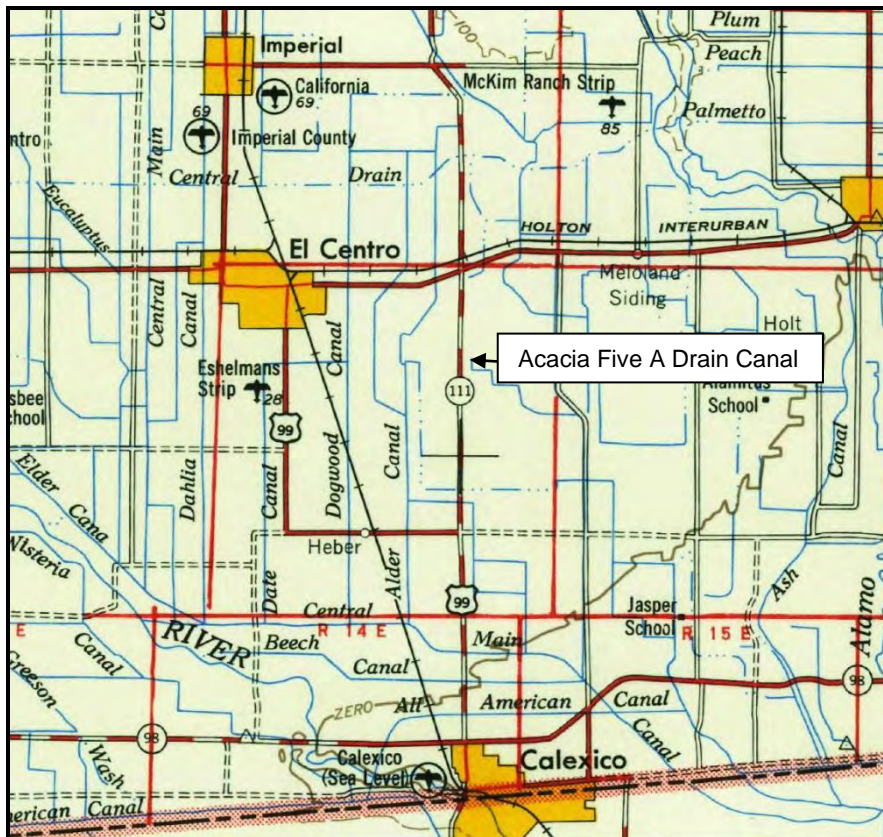 100
Plum
Peach
Imperial
California
69
McKim Ranch Strip
85
Palmetto
69
Imperial County
Main
Central
Drain
Eucalyptus
HOLTON
INTERURBAN
El Centro
Meloland
Siding
Central
Canal
Canal
Holt
Acacia Five A Drain Canal
Eshelmans
Strip
28
School
111
99
Dahlia
Canal
Dogwood
Canal
Canal
Elder
Wisteria
Heber
Date
Alder
Central
99
Ash
Alamo
Jasper
School
E
R 14 E
R 15 E
RIVER
Beech
Main
Canal
Canal
Greeson
ZERO
All
American
Canal
98
98
Canal
Wash
Calexico
(Sea Level)
Calexico
Canal